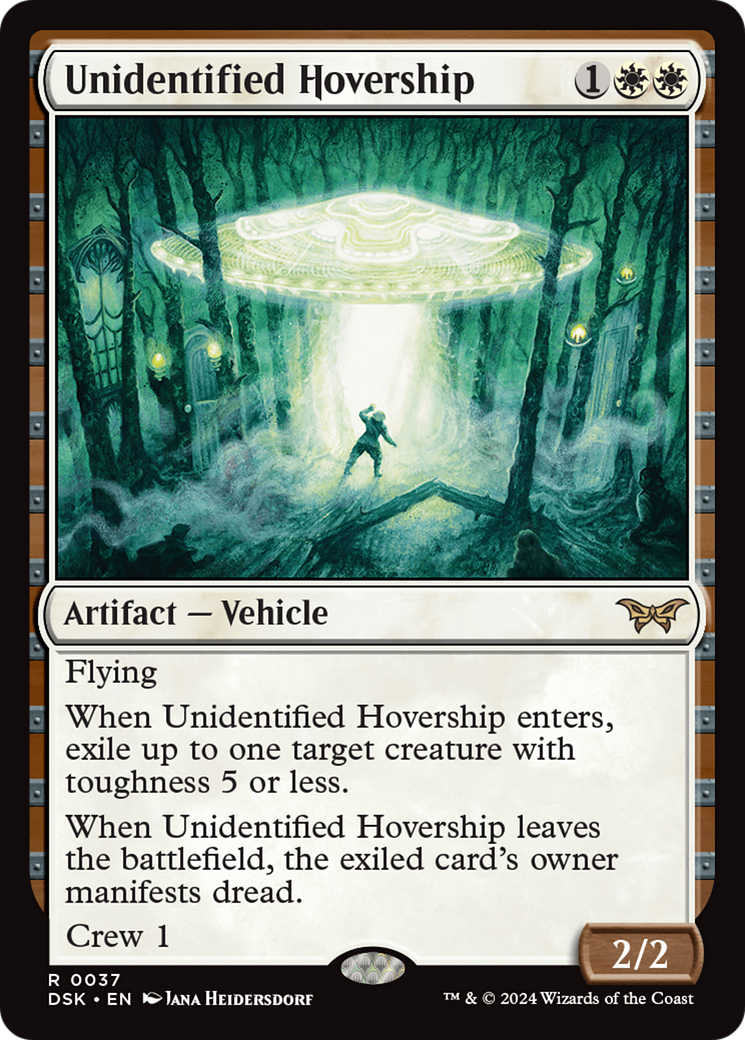 Unidentified Hovership 1
Artifact — Vehicle
Flying
When Unidentified Hovership enters,
exile up to one target creature with
toughness 5 or less.
When Unidentified Hovership leaves
the battlefield, the exiled card's owner
manifests dread.
Crew 1
2/2
R 0037
DSK • EN Jana Heidersdorf
™ & © 2024 Wizards of the Coast